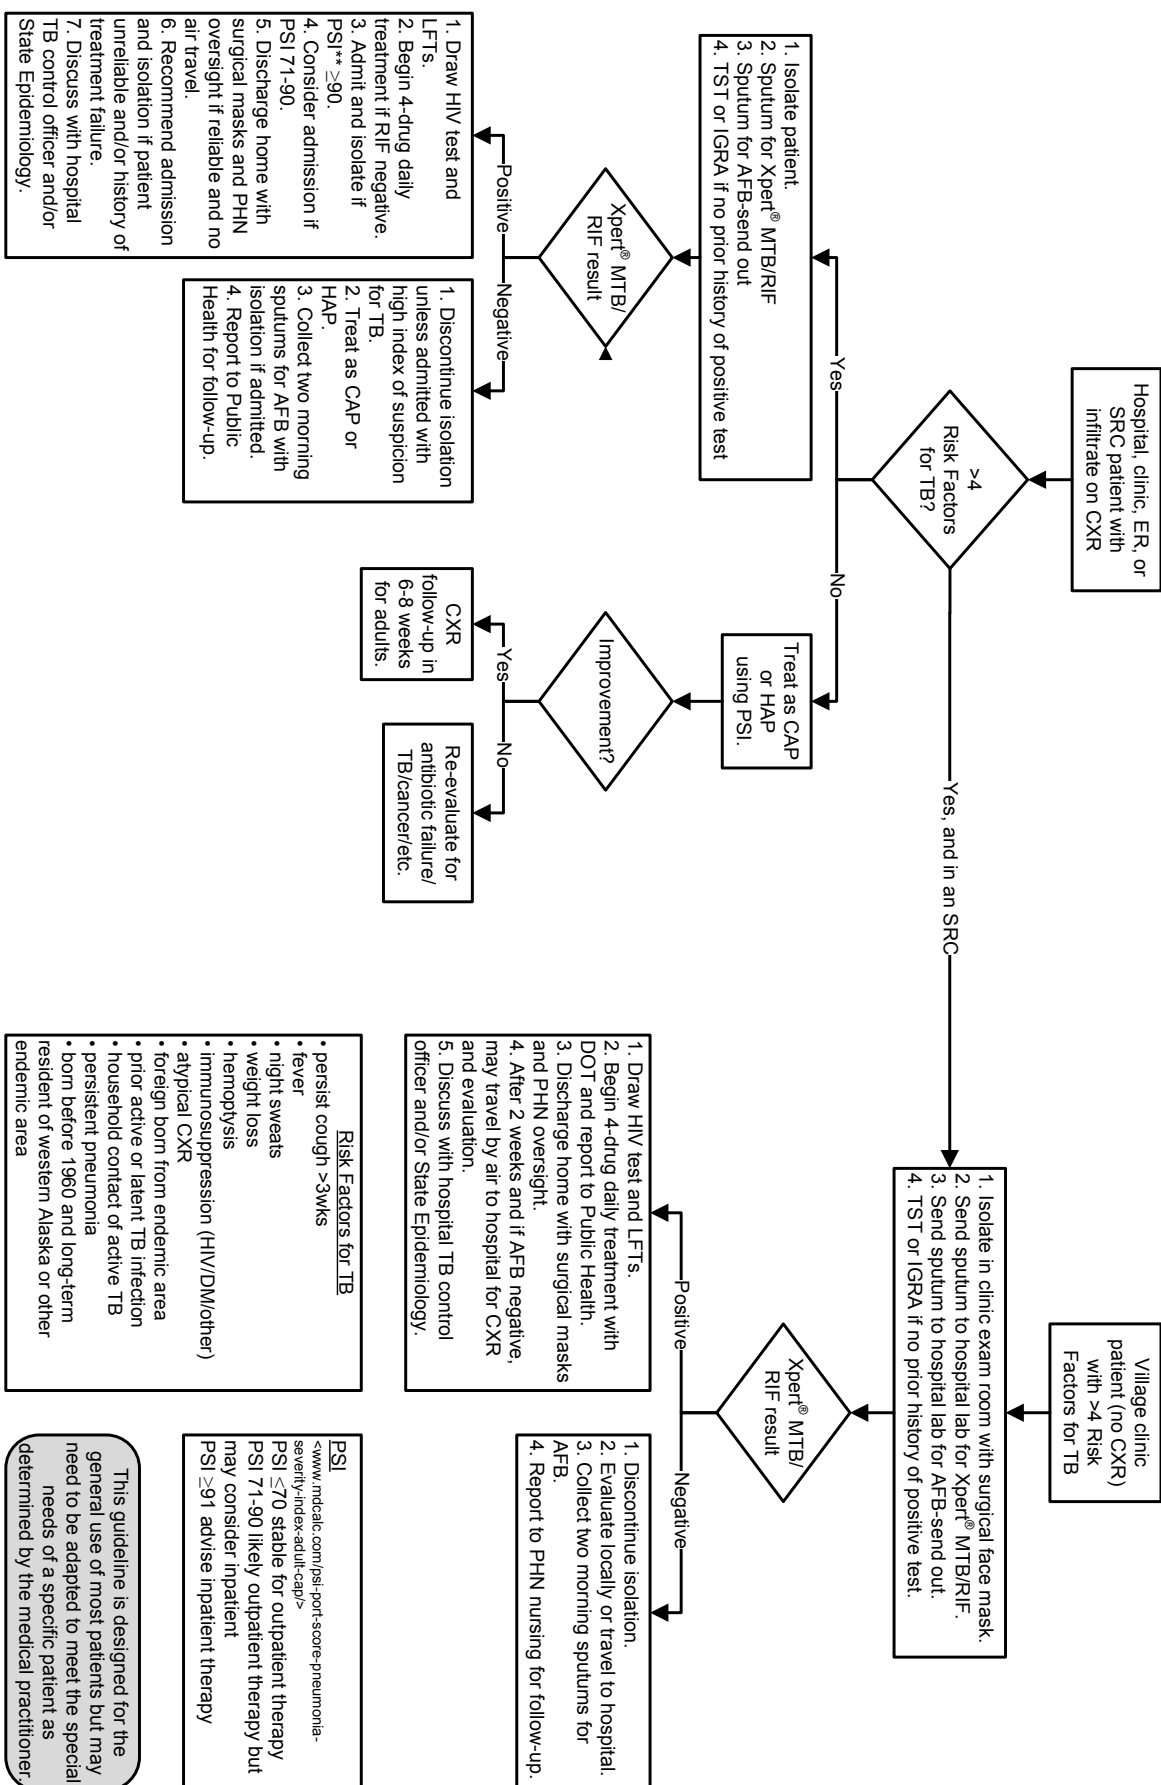 Hospital, clinic, ER, or
SRC patient with
infiltrate on CXR
>4
Risk Factors
for TB?
Yes
No
Yes, and in an SRC
1. Isolate patient.
2. Sputum for Xpert® MTB/RIF
3. Sputum for AFB-send out
4. TST or IGRA if no prior history of positive test
Xpert® MTB/
RIF result
Positive
Negative
1. Draw HIV test and
LFTs.
2. Begin 4-drug daily
treatment if RIF negative.
3. Admit and isolate if
PSI** ≥90.
4. Consider admission if
PSI 71-90.
5. Discharge home with
surgical masks and PHN
oversight if reliable and no
air travel.
6. Recommend admission
and isolation if patient
unreliable and/or history of
treatment failure.
7. Discuss with hospital
TB control officer and/or
State Epidemiology.
1. Discontinue isolation
unless admitted with
high index of suspicion
for TB.
2. Treat as CAP or
HAP.
3. Collect two morning
sputums for AFB with
isolation if admitted.
4. Report to Public
Health for follow-up.
Treat as CAP
or HAP
using PSI.
Improvement?
Yes
No
CXR
follow-up in
6-8 weeks
for adults.
Re-evaluate for
antibiotic failure/
TB/cancer/etc.
Village clinic
patient (no CXR)
with >4 Risk
Factors for TB
1. Isolate in clinic exam room with surgical face mask.
2. Send sputum to hospital lab for Xpert® MTB/RIF.
3. Send sputum to hospital lab for AFB-send out.
4. TST or IGRA if no prior history of positive test.
Xpert® MTB/
RIF result
Positive
Negative
1. Draw HIV test and LFTs.
2. Begin 4-drug daily treatment with
DOT and report to Public Health.
3. Discharge home with surgical masks
and PHN oversight.
4. After 2 weeks and if AFB negative,
may travel by air to hospital for CXR
and evaluation.
5. Discuss with hospital TB control
officer and/or State Epidemiology.
1. Discontinue isolation.
2. Evaluate locally or travel to hospital.
3. Collect two morning sputums for
AFB.
4. Report to PHN nursing for follow-up.
Risk Factors for TB
• persist cough >3wks
• fever
• night sweats
• weight loss
• hemoptysis
• immunosuppression (HIV/DM/other)
• atypical CXR
• foreign born from endemic area
• prior active or latent TB infection
• household contact of active TB
• persistent pneumonia
• born before 1960 and long-term
resident of western Alaska or other
endemic area
PSI
<www.mdcalc.com/psi-port-score-pneumonia-
severity-index-adult-cap/>
PSI ≤70 stable for outpatient therapy
PSI 71-90 likely outpatient therapy but
may consider inpatient
PSI ≥91 advise inpatient therapy
This guideline is designed for the
general use of most patients but may
need to be adapted to meet the special
needs of a specific patient as
determined by the medical practitioner.